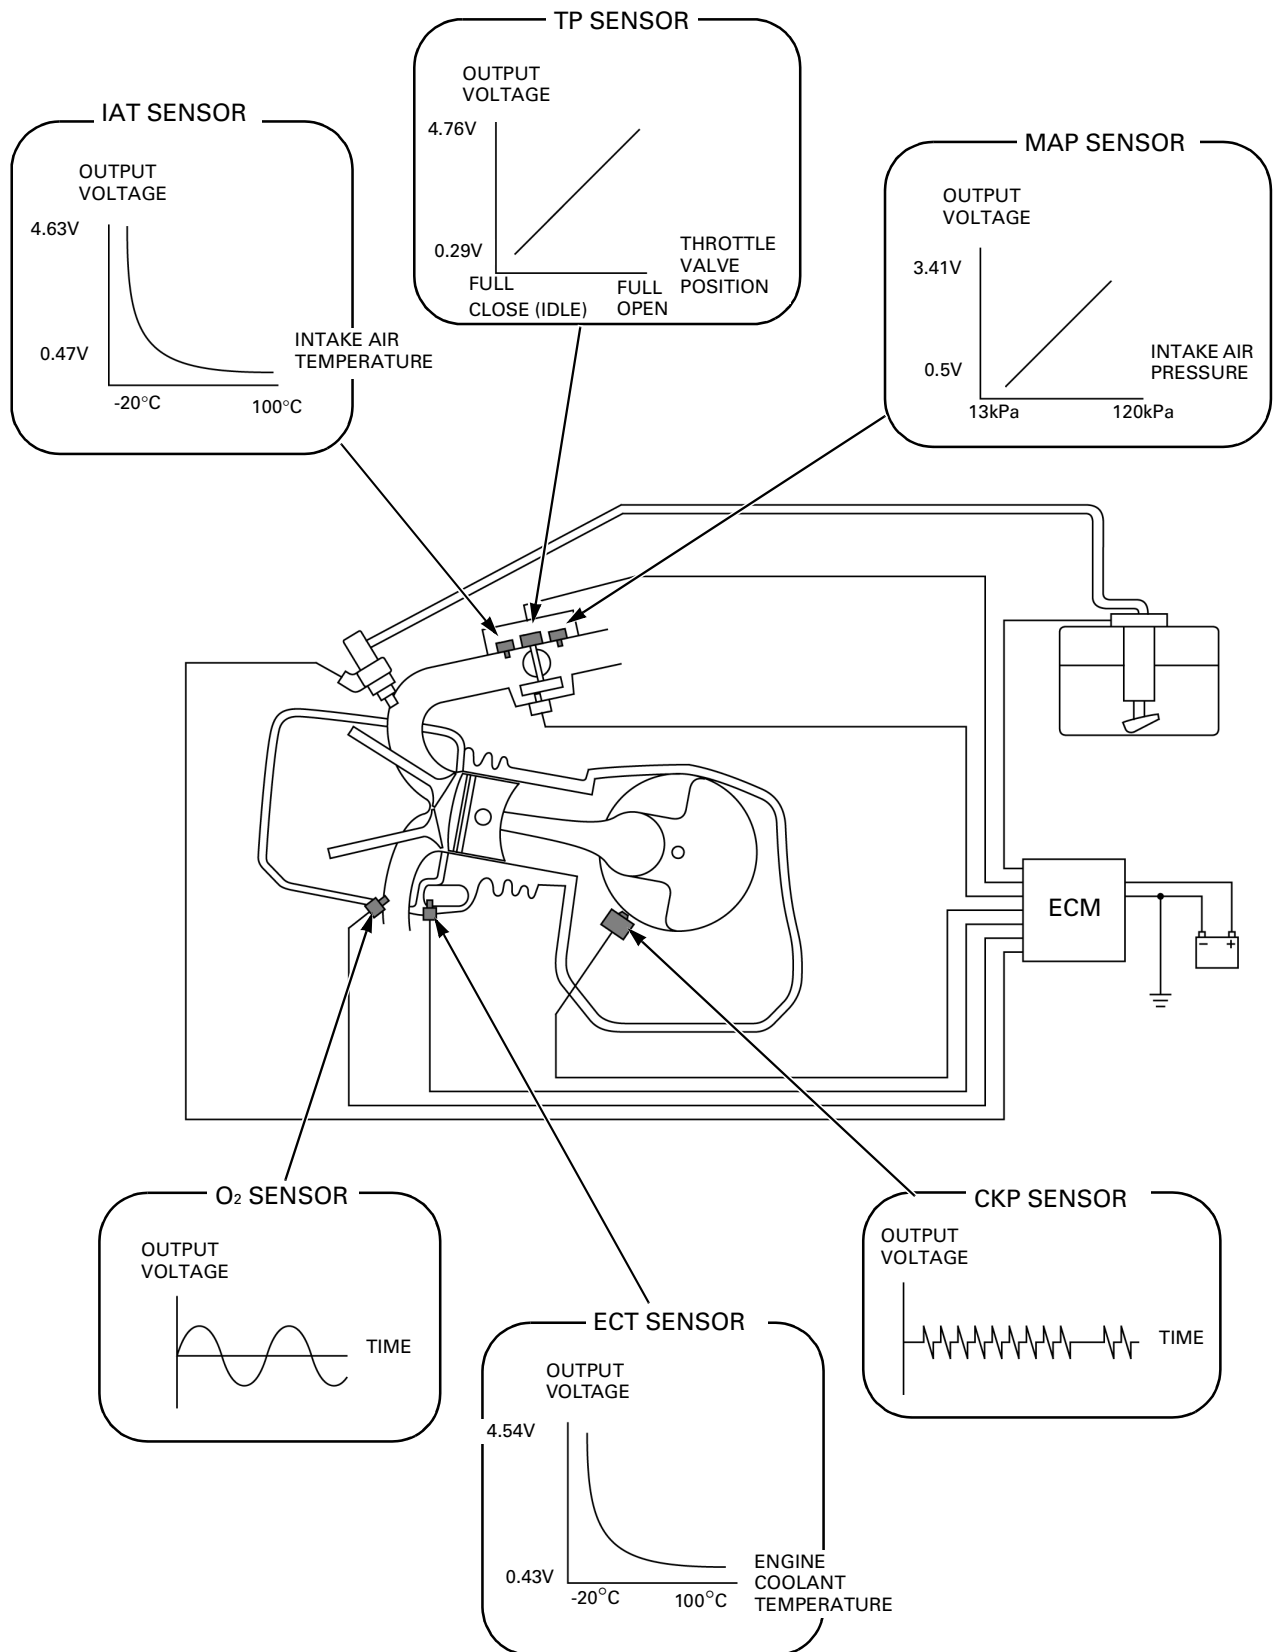 TP SENSOR
OUTPUT
VOLTAGE
4.76V
0.29V
FULL
CLOSE (IDLE)
FULL
OPEN
THROTTLE
VALVE
POSITION
IAT SENSOR
OUTPUT
VOLTAGE
4.63V
0.47V
-20°C
100°C
INTAKE AIR
TEMPERATURE
MAP SENSOR
OUTPUT
VOLTAGE
3.41V
0.5V
13kPa
120kPa
INTAKE AIR
PRESSURE
ECM
− +
O₂ SENSOR
OUTPUT
VOLTAGE
TIME
ECT SENSOR
OUTPUT
VOLTAGE
4.54V
0.43V
-20°C
100°C
ENGINE
COOLANT
TEMPERATURE
CKP SENSOR
OUTPUT
VOLTAGE
TIME